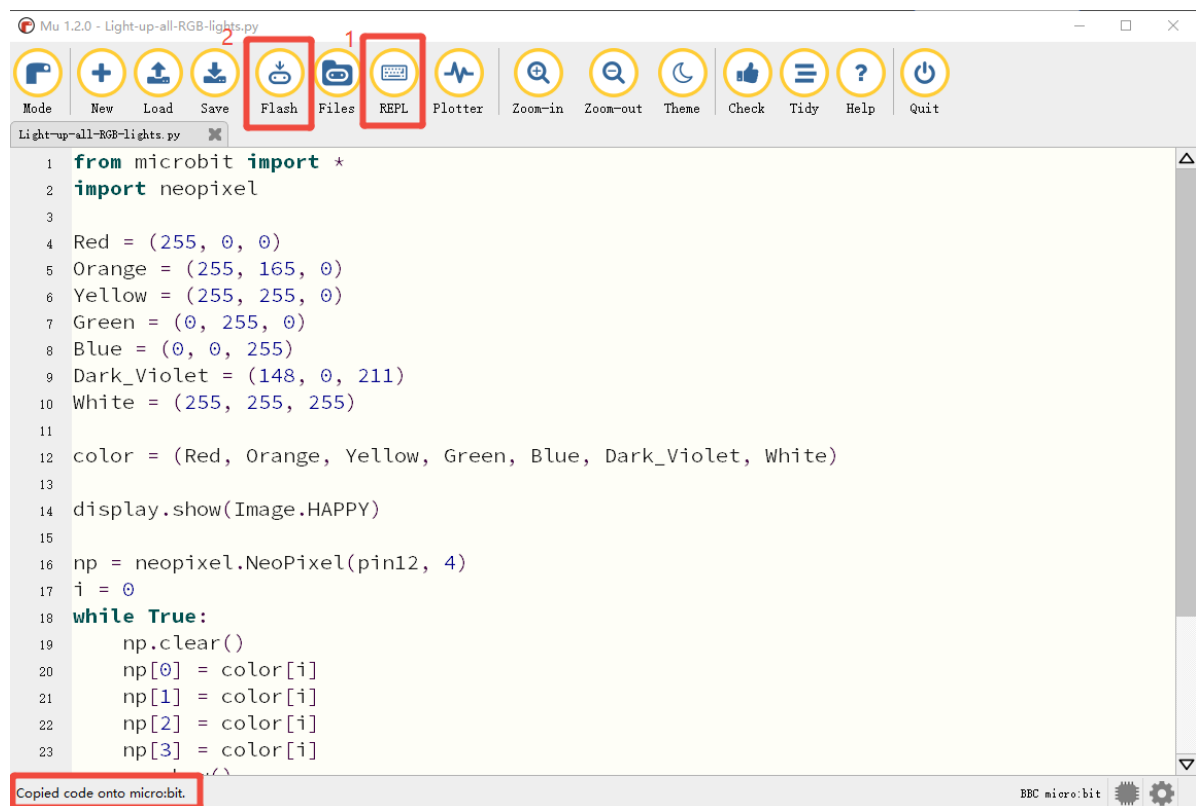 Mu 1.2.0 - Light-up-all-RGB-lights.py
2 1
Mode New Load Save Flash Files REPL Plotter Zoom-in Zoom-out Theme Check Tidy Help Quit
Light-up-all-RGB-lights.py
1 from microbit import *
2 import neopixel
3
4 Red = (255, 0, 0)
5 Orange = (255, 165, 0)
6 Yellow = (255, 255, 0)
7 Green = (0, 255, 0)
8 Blue = (0, 0, 255)
9 Dark_Violet = (148, 0, 211)
10 White = (255, 255, 255)
11
12 color = (Red, Orange, Yellow, Green, Blue, Dark_Violet, White)
13
14 display.show(Image.HAPPY)
15
16 np = neopixel.NeoPixel(pin12, 4)
17 i = 0
18 while True:
19     np.clear()
20     np[0] = color[i]
21     np[1] = color[i]
22     np[2] = color[i]
23     np[3] = color[i]
Copied code onto micro:bit. BBC micro:bit